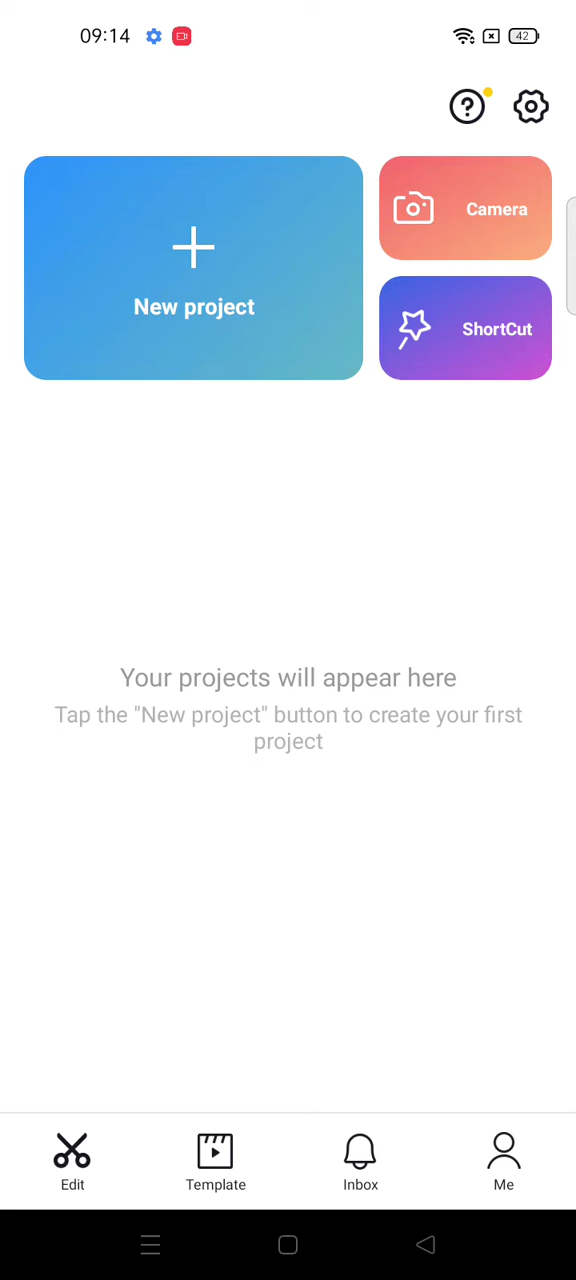 09:14
42
New project
Camera
ShortCut
Your projects will appear here
Tap the "New project" button to create your first
project
Edit
Template
Inbox
Me